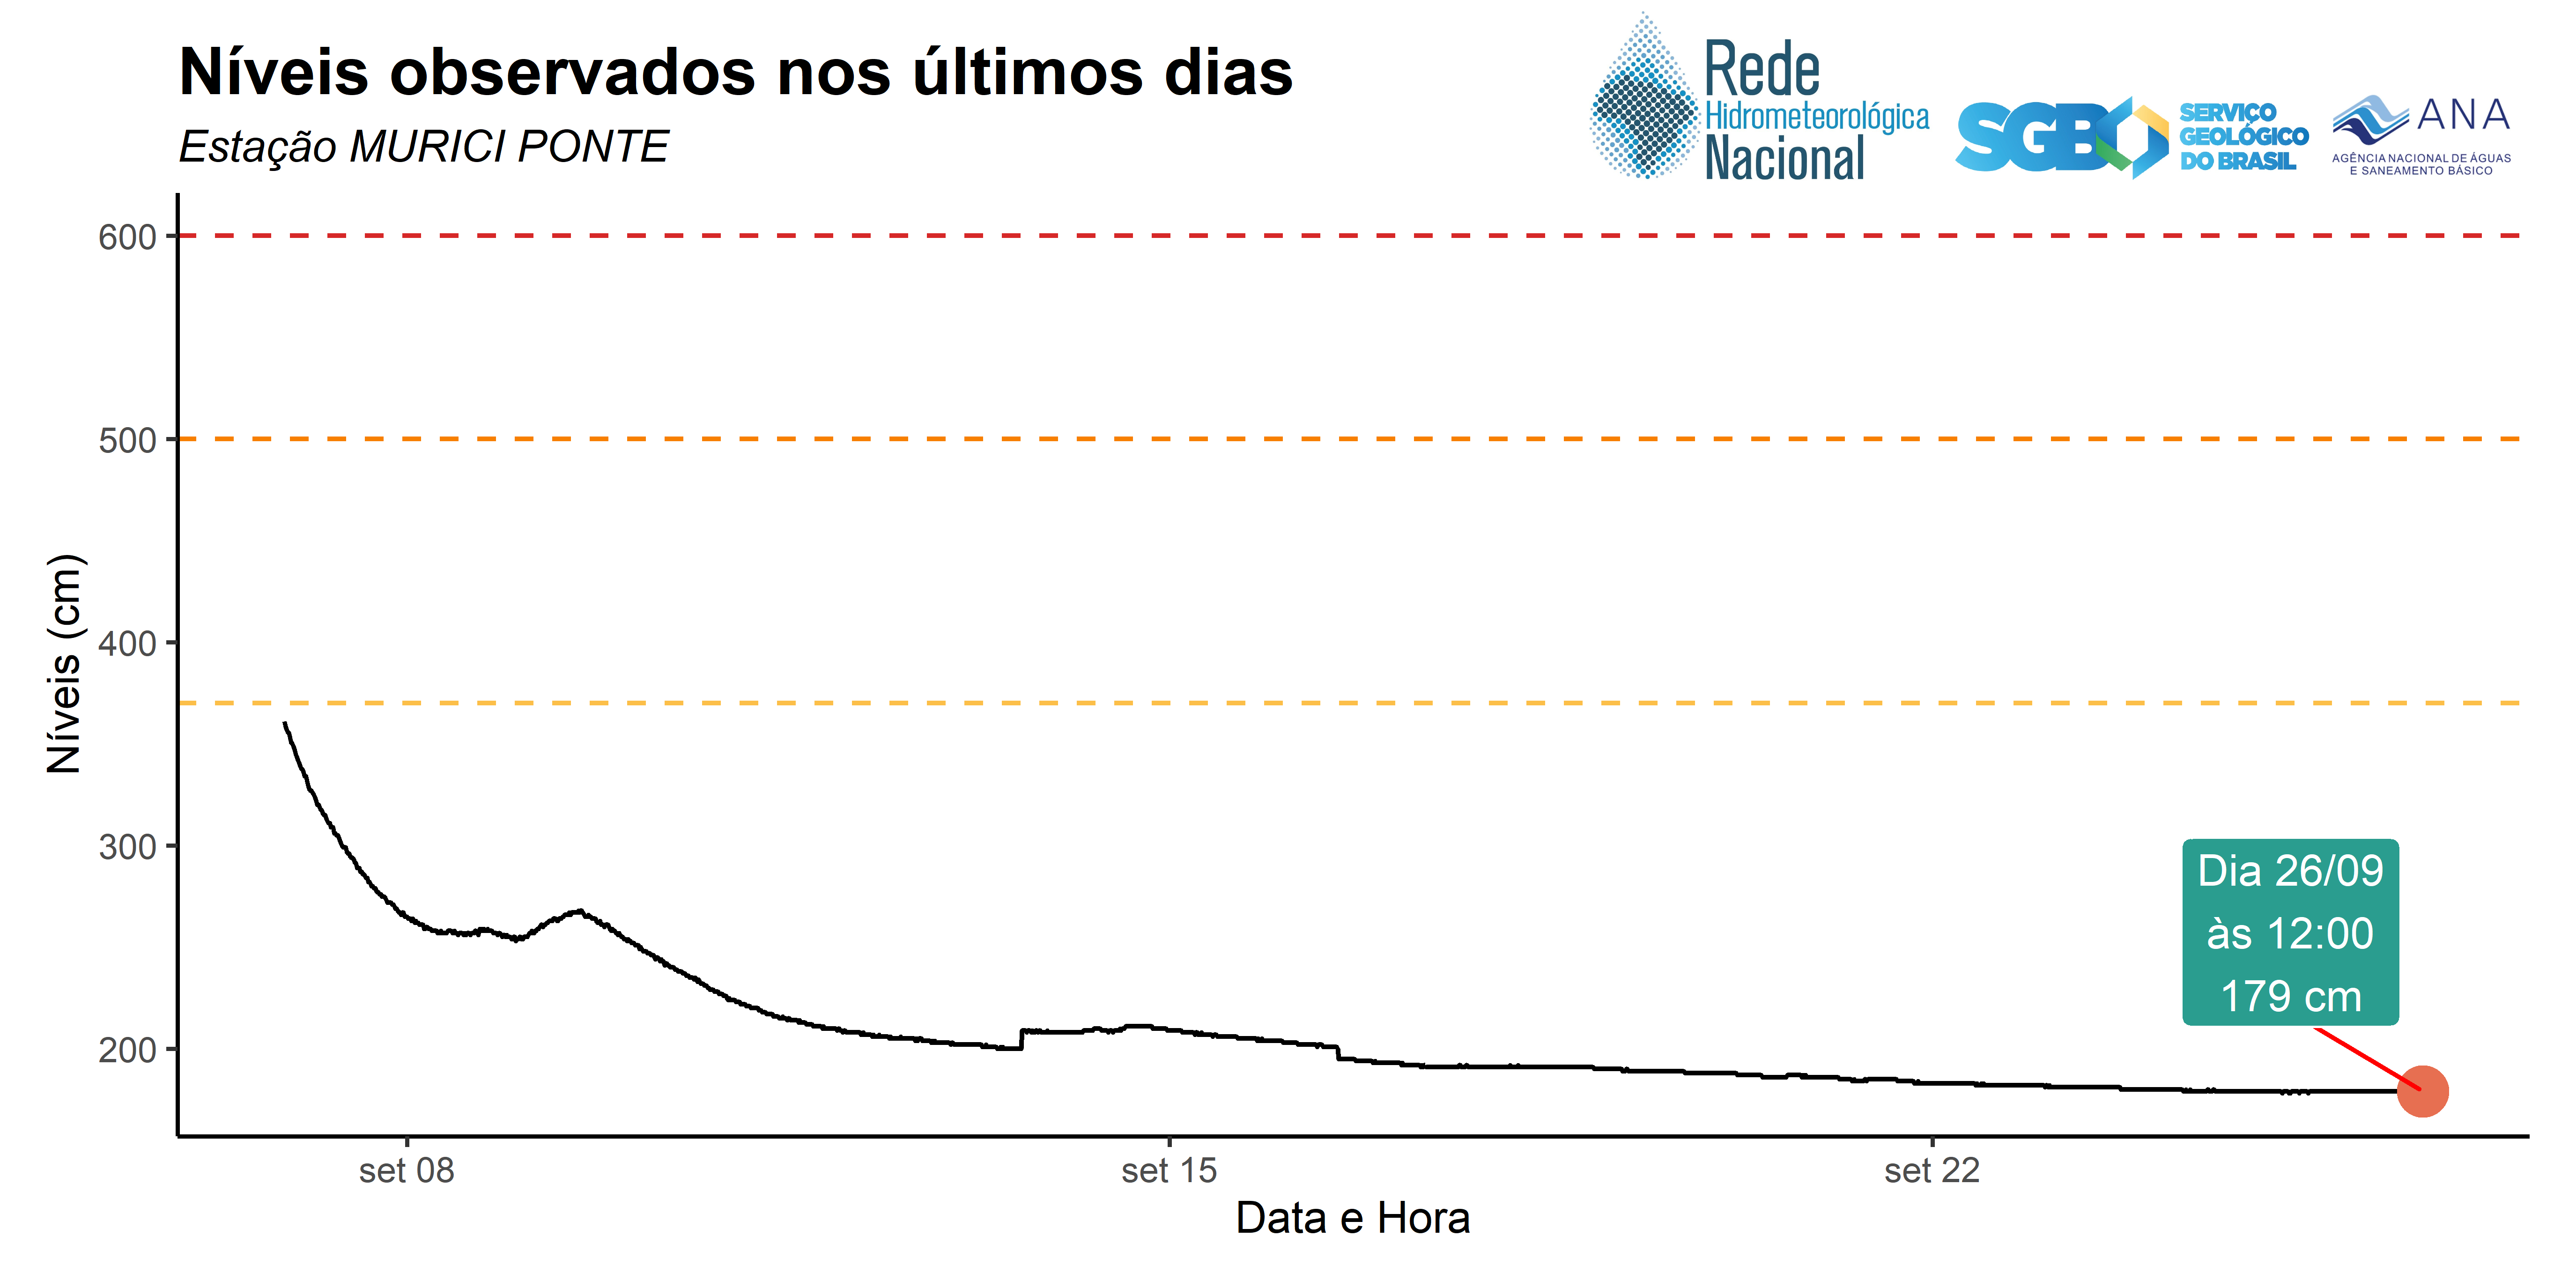 Níveis observados nos últimos dias
Estação MURICI PONTE
Rede
Hidrometeorológica
Nacional
SGB
SERVIÇO
GEOLÓGICO
DO BRASIL
ANA
AGÊNCIA NACIONAL DE ÁGUAS
E SANEAMENTO BÁSICO
600
500
400
300
200
Níveis (cm)
Dia 26/09
às 12:00
179 cm
set 08
set 15
set 22
Data e Hora